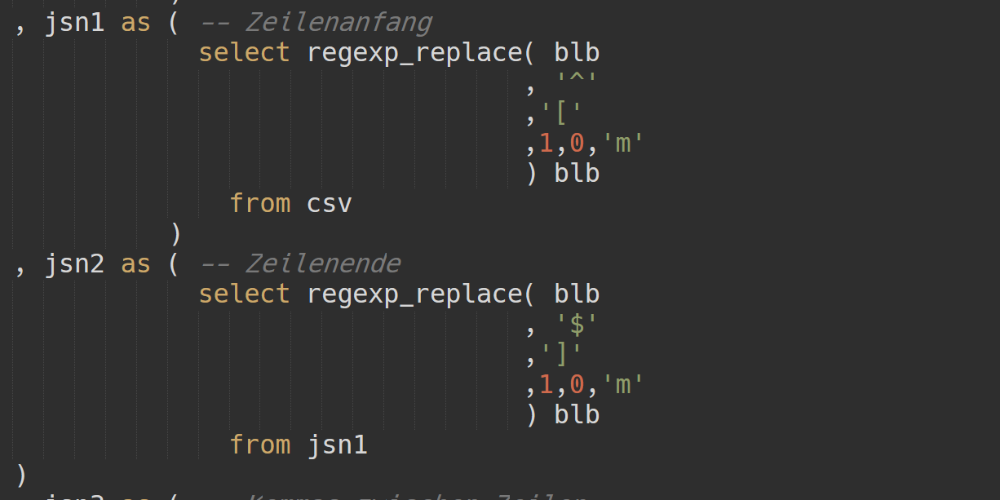 , jsn1 as ( -- Zeilenanfang
select regexp_replace( blb
, '^'
,'['
,1,0,'m'
) blb
from csv
)
, jsn2 as ( -- Zeilenende
select regexp_replace( blb
, '$'
,']'
,1,0,'m'
) blb
from jsn1
)